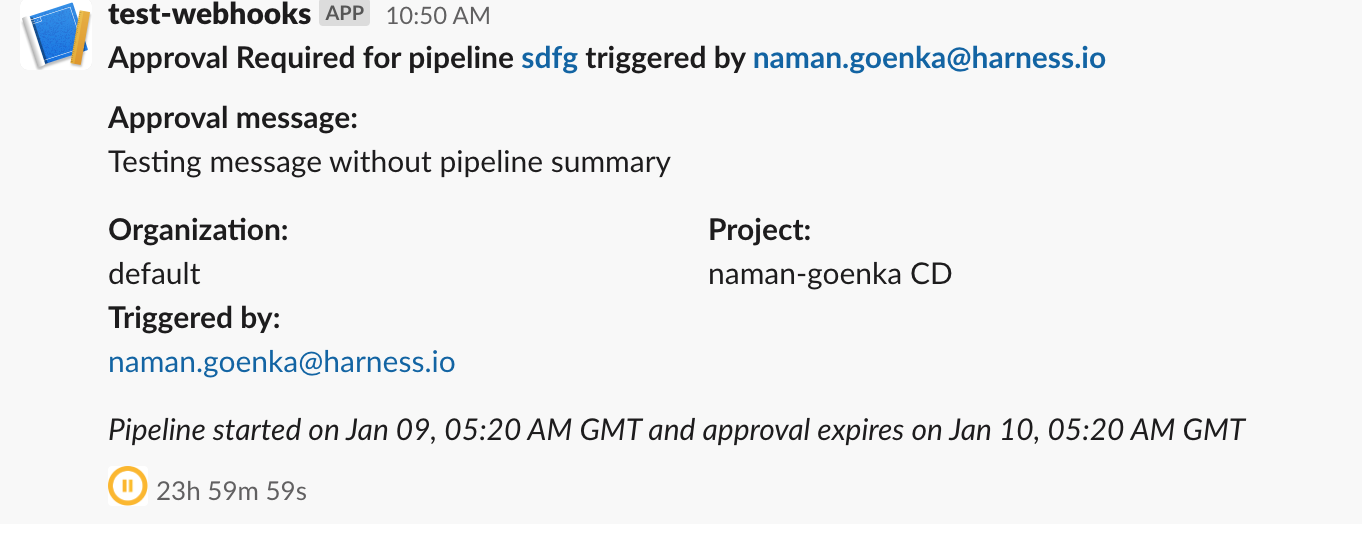 test-webhooks APP 10:50 AM
Approval Required for pipeline sdfg triggered by naman.goenka@harness.io
Approval message:
Testing message without pipeline summary
Organization: Project:
default naman-goenka CD
Triggered by:
naman.goenka@harness.io
Pipeline started on Jan 09, 05:20 AM GMT and approval expires on Jan 10, 05:20 AM GMT
23h 59m 59s